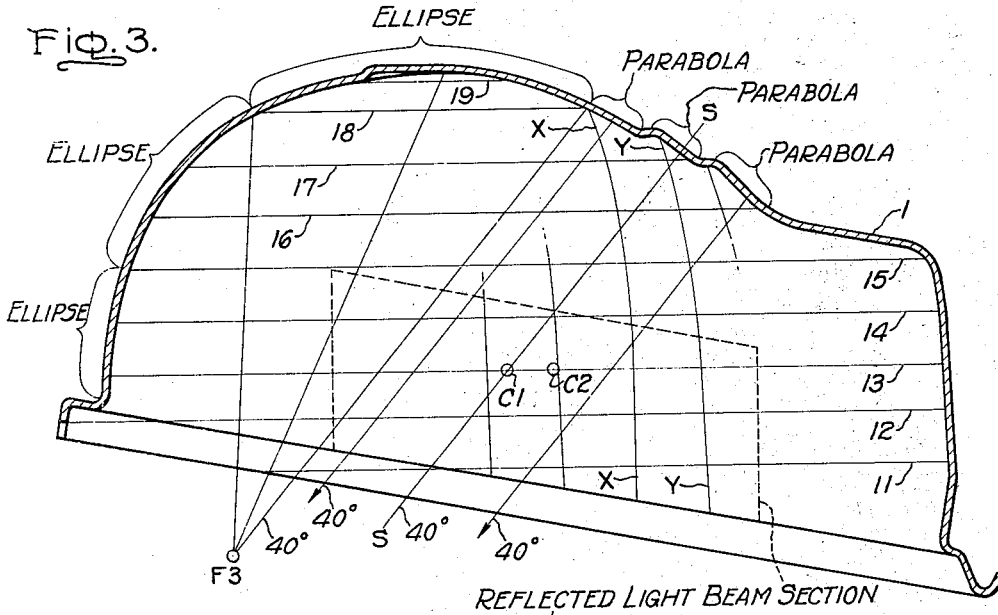 FIG. 3.
ELLIPSE
PARABOLA
PARABOLA
S
PARABOLA
ELLIPSE
ELLIPSE
19
18
17
16
X
Y
1
15
14
13
12
11
C1
C2
X
Y
40°
40°
S
40°
40°
F3
REFLECTED LIGHT BEAM SECTION